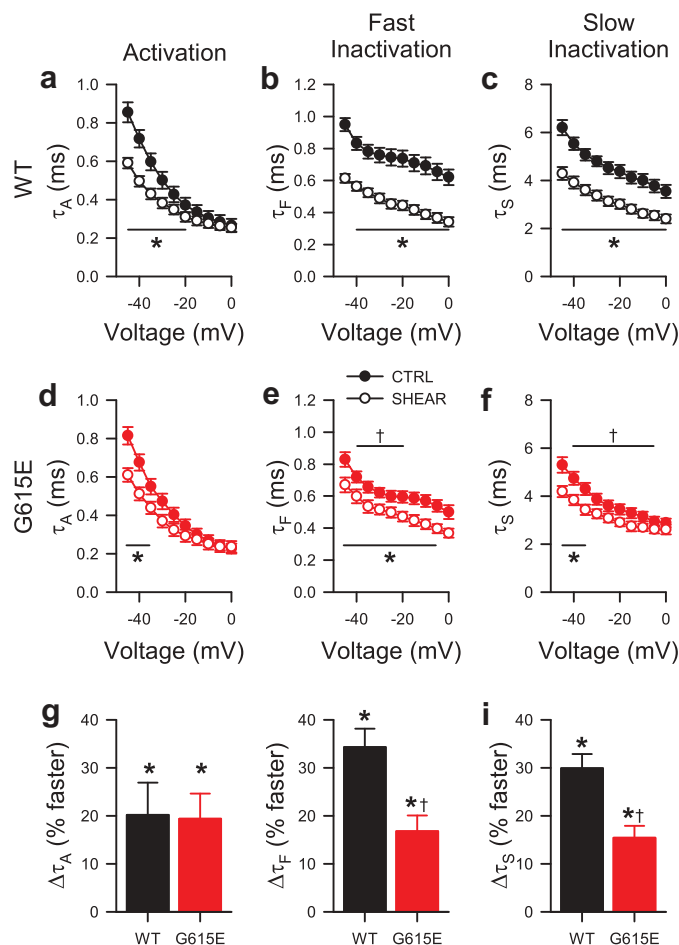 Activation
Fast
Inactivation
Slow
Inactivation
WT
a
τA (ms)
1.0
0.8
0.6
0.4
0.2
0.0
*
-40 -20 0
Voltage (mV)
b
τF (ms)
1.2
1.0
0.8
0.6
0.4
0.2
0.0
*
-40 -20 0
Voltage (mV)
c
τS (ms)
8
6
4
2
0
*
-40 -20 0
Voltage (mV)
G615E
d
τA (ms)
1.0
0.8
0.6
0.4
0.2
0.0
*
-40 -20 0
Voltage (mV)
CTRL
SHEAR
e
τF (ms)
1.2
1.0
0.8
0.6
0.4
0.2
0.0
†
*
-40 -20 0
Voltage (mV)
f
τS (ms)
8
6
4
2
0
†
*
-40 -20 0
Voltage (mV)
g
ΔτA (% faster)
40
30
20
10
0
* *
WT G615E
ΔτF (% faster)
40
30
20
10
0
*
*†
WT G615E
i
ΔτS (% faster)
40
30
20
10
0
*
*†
WT G615E